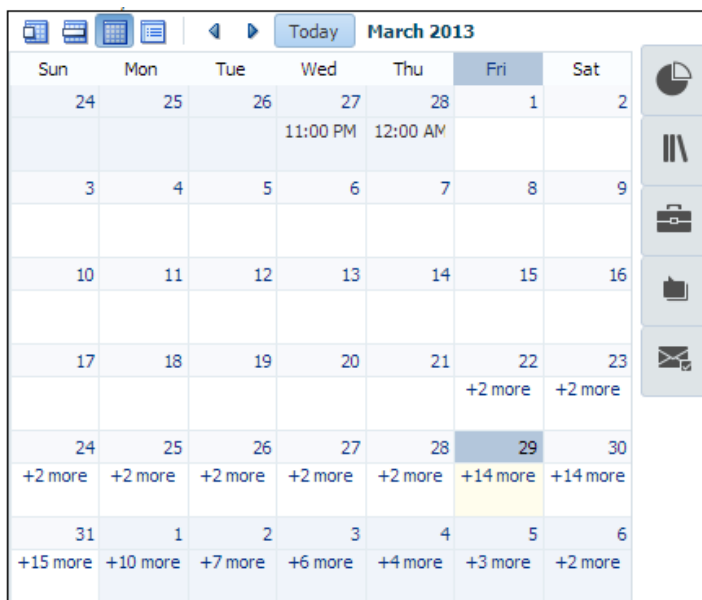 Today March 2013
Sun Mon Tue Wed Thu Fri Sat
24 25 26 27 28 1 2
11:00 PM 12:00 AM
3 4 5 6 7 8 9
10 11 12 13 14 15 16
17 18 19 20 21 22 23
+2 more +2 more
24 25 26 27 28 29 30
+2 more +2 more +2 more +2 more +2 more +14 more +14 more
31 1 2 3 4 5 6
+15 more +10 more +7 more +6 more +4 more +3 more +2 more